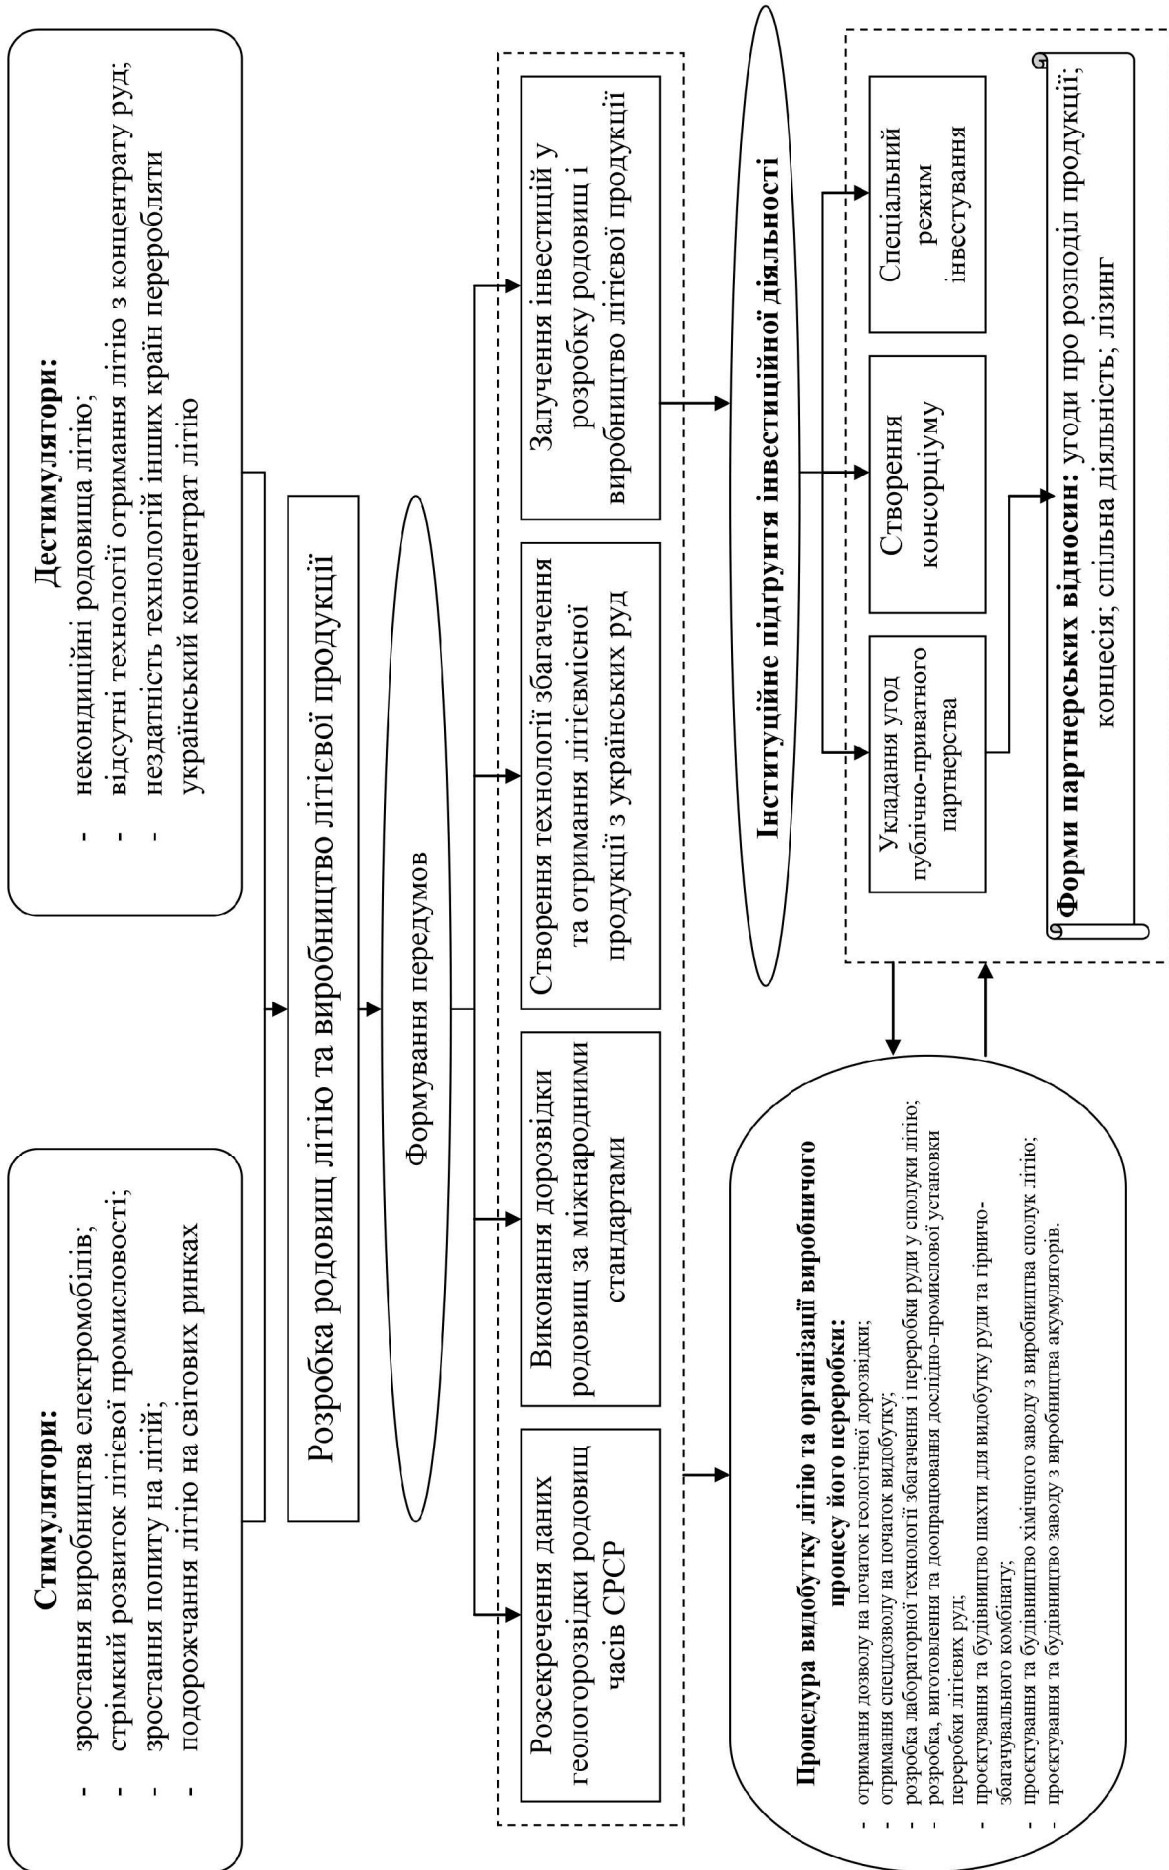 Стимулятори:
- зростання виробництва електромобілів;
- стрімкий розвиток літієвої промисловості;
- зростання попиту на літій;
- подорожчання літію на світових ринках
Дестимулятори:
- некондиційні родовища літію;
- відсутні технології отримання літію з концентрату руд;
- нездатність технологій інших країн переробляти
український концентрат літію
Розробка родовищ літію та виробництво літієвої продукції
Формування передумов
Розсекречення даних
геологорозвідки родовищ
часів СРСР
Виконання дорозвідки
родовищ за міжнародними
стандартами
Створення технології збагачення
та отримання літієвмісної
продукції з українських руд
Залучення інвестицій у
розробку родовищ і
виробництво літієвої продукції
Інституційне підґрунтя інвестиційної діяльності
Укладання угод
публічно-приватного
партнерства
Створення
консорціуму
Спеціальний
режим
інвестування
Форми партнерських відносин: угоди про розподіл продукції;
концесія; спільна діяльність; лізинг
Процедура видобутку літію та організації виробничого
процесу його переробки:
- отримання дозволу на початок геологічної дорозвідки;
- отримання спецдозволу на початок видобутку;
- розробка лабораторної технології збагачення і переробки руди у сполуки літію;
- розробка, виготовлення та доопрацювання дослідно-промислової установки
переробки літієвих руд;
- проєктування та будівництво шахти для видобутку руди та гірничо-
збагачувального комбінату;
- проєктування та будівництво хімічного заводу з виробництва сполук літію;
- проєктування та будівництво заводу з виробництва акумуляторів.